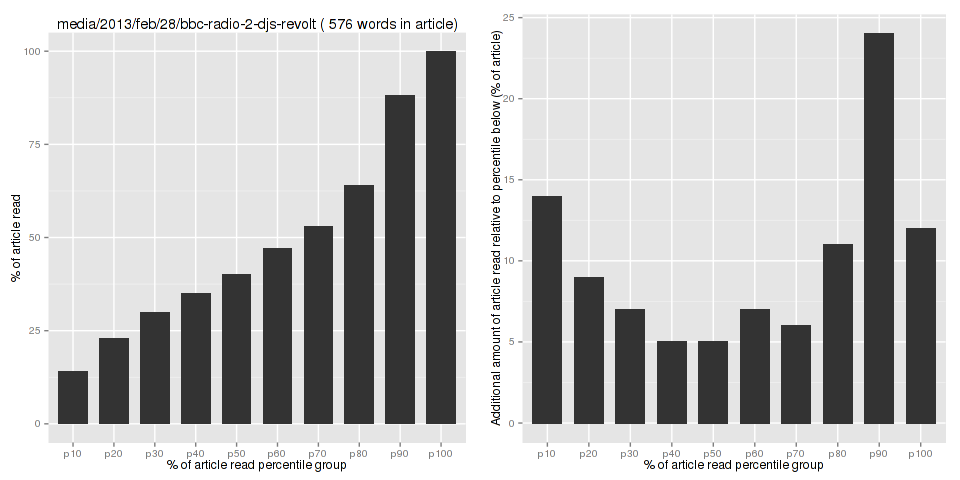 media/2013/feb/28/bbc-radio-2-djs-revolt ( 576 words in article)
% of article read
100
75
50
25
0
p10 p20 p30 p40 p50 p60 p70 p80 p90 p100
% of article read percentile group
Additional amount of article read relative to percentile below (% of article)
25
20
15
10
5
0
p10 p20 p30 p40 p50 p60 p70 p80 p90 p100
% of article read percentile group